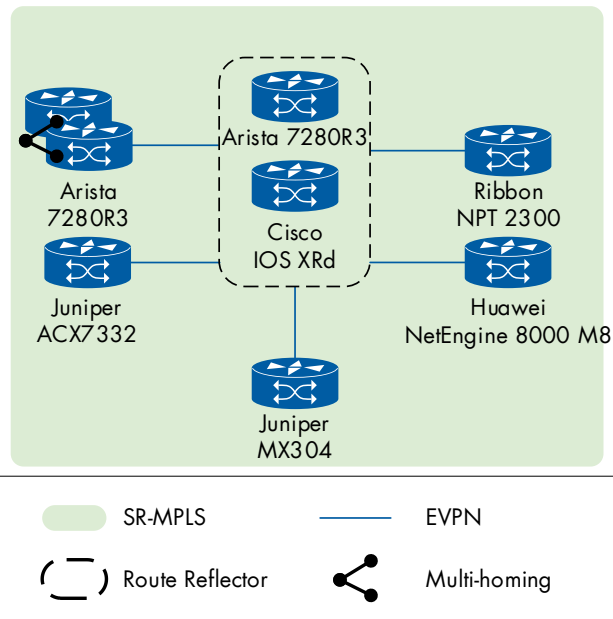 Arista 7280R3
Arista
7280R3
Ribbon
NPT 2300
Cisco
IOS XRd
Juniper
ACX7332
Huawei
NetEngine 8000 M8
Juniper
MX304
SR-MPLS
EVPN
Route Reflector
Multi-homing